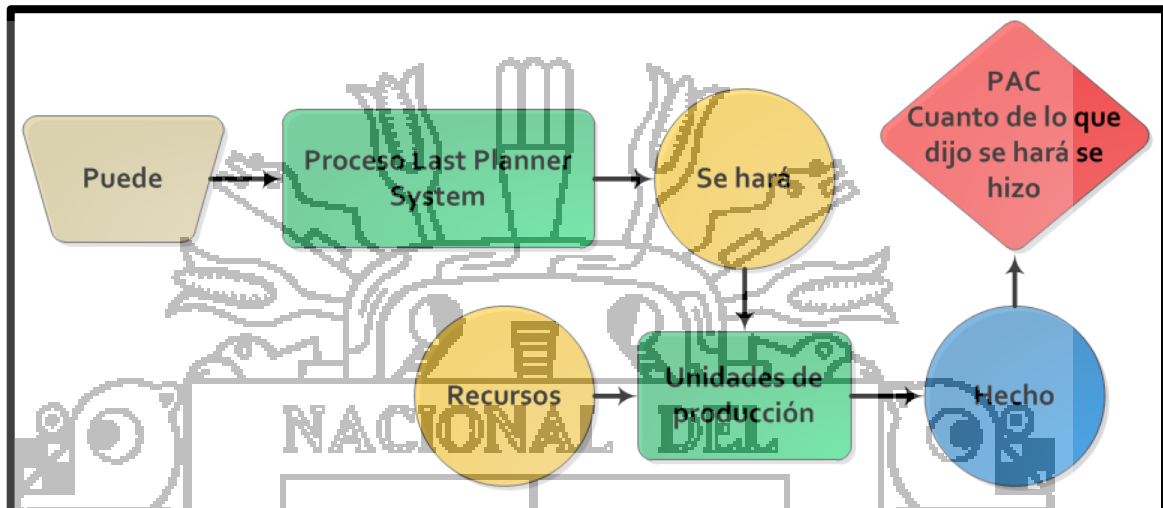 Puede
Proceso Last Planner
System
Se hará
PAC
Cuanto de lo que
dijo se hará se
hizo
Recursos
Unidades de
producción
Hecho
NACIONAL DEL